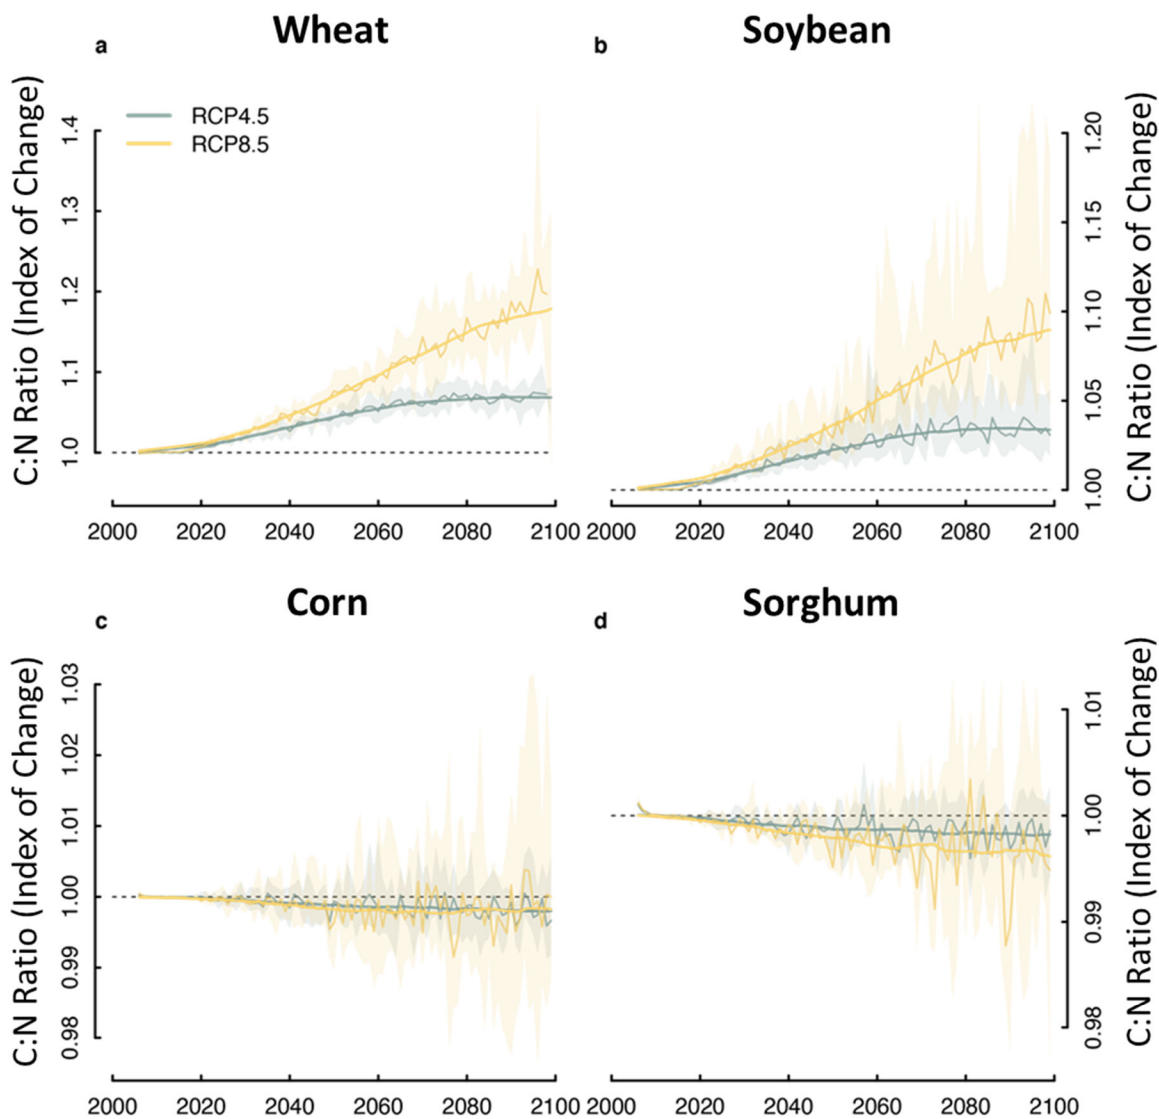 Wheat
a
C:N Ratio (Index of Change)
1.4
1.3
1.2
1.1
1.0
RCP4.5
RCP8.5
2000 2020 2040 2060 2080 2100
Soybean
b
C:N Ratio (Index of Change)
1.20
1.15
1.10
1.05
1.00
2000 2020 2040 2060 2080 2100
Corn
c
C:N Ratio (Index of Change)
1.03
1.02
1.01
1.00
0.99
0.98
2000 2020 2040 2060 2080 2100
Sorghum
d
C:N Ratio (Index of Change)
1.01
1.00
0.99
0.98
2000 2020 2040 2060 2080 2100